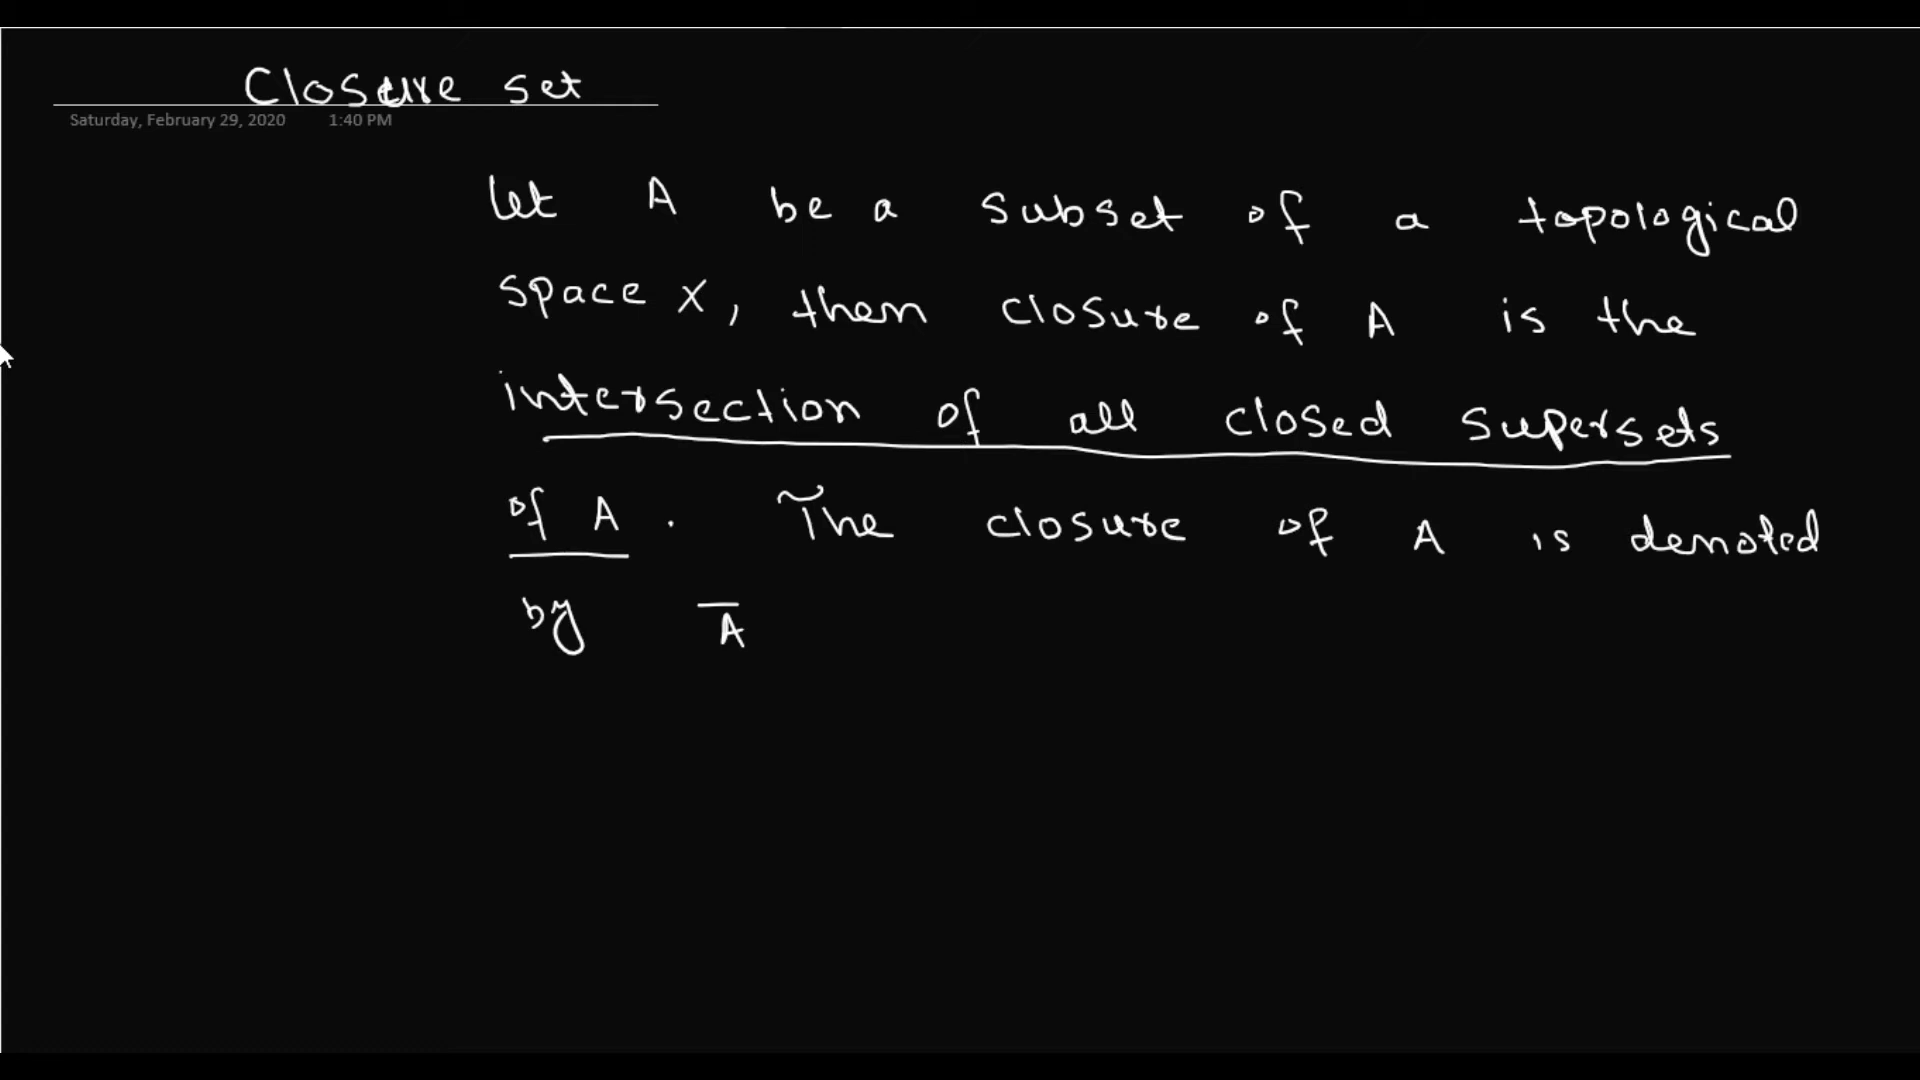 Closure set
Saturday, February 29, 2020 1:40 PM
Let A be a subset of a topological
space X, then closure of A is the
intersection of all closed supersets
of A. The closure of A is denoted
by A̅